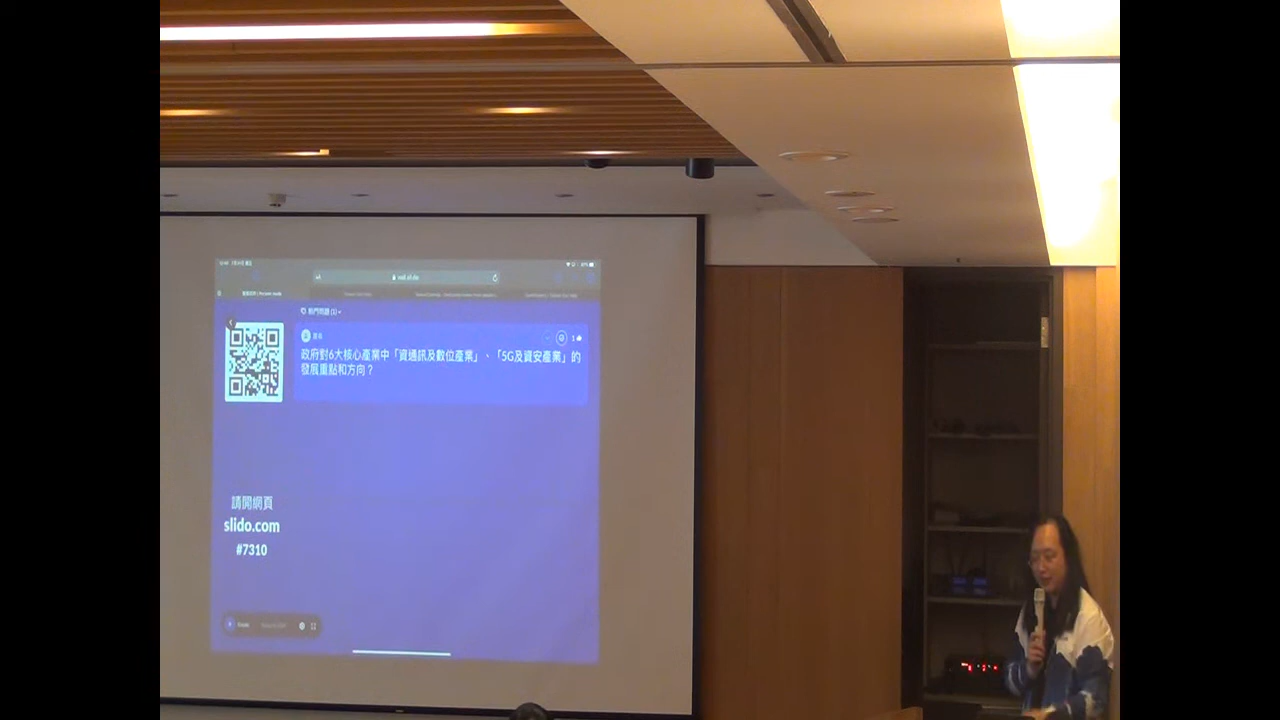 熱門問題 (1)
匿名
1
政府對6大核心產業中「資通訊及數位產業」、「5G及資安產業」的
發展重點和方向？
請開網頁
slido.com
#7310